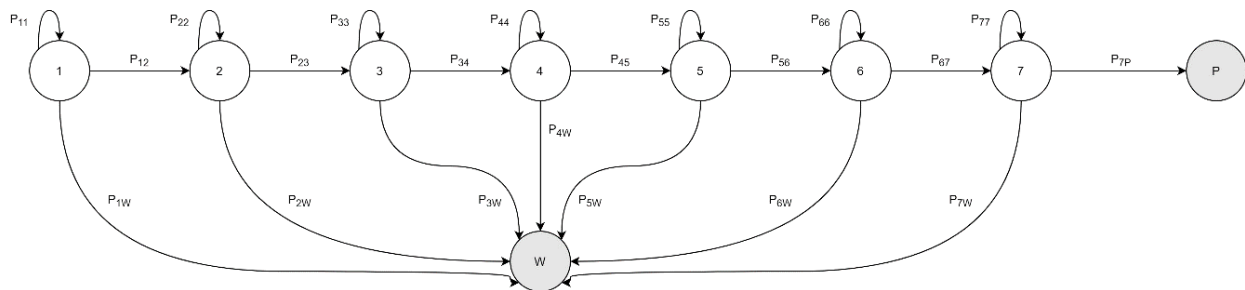 P11 P22 P33 P44 P55 P66 P77
1 P12 2 P23 3 P34 4 P45 5 P56 6 P67 7 P7P P
P4W
P1W P2W P3W P5W P6W P7W
W